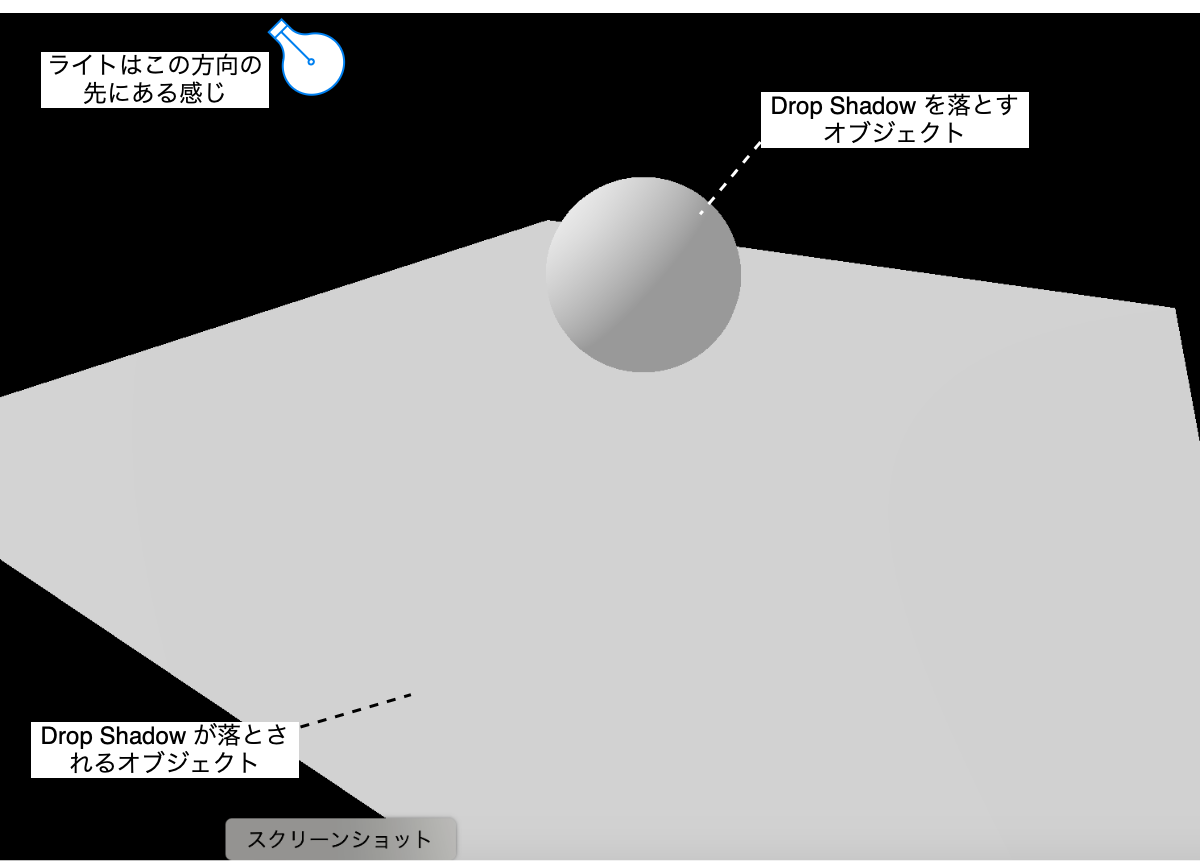 ライトはこの方向の
先にある感じ
Drop Shadow を落とす
オブジェクト
Drop Shadow が落とさ
れるオブジェクト
スクリーンショット